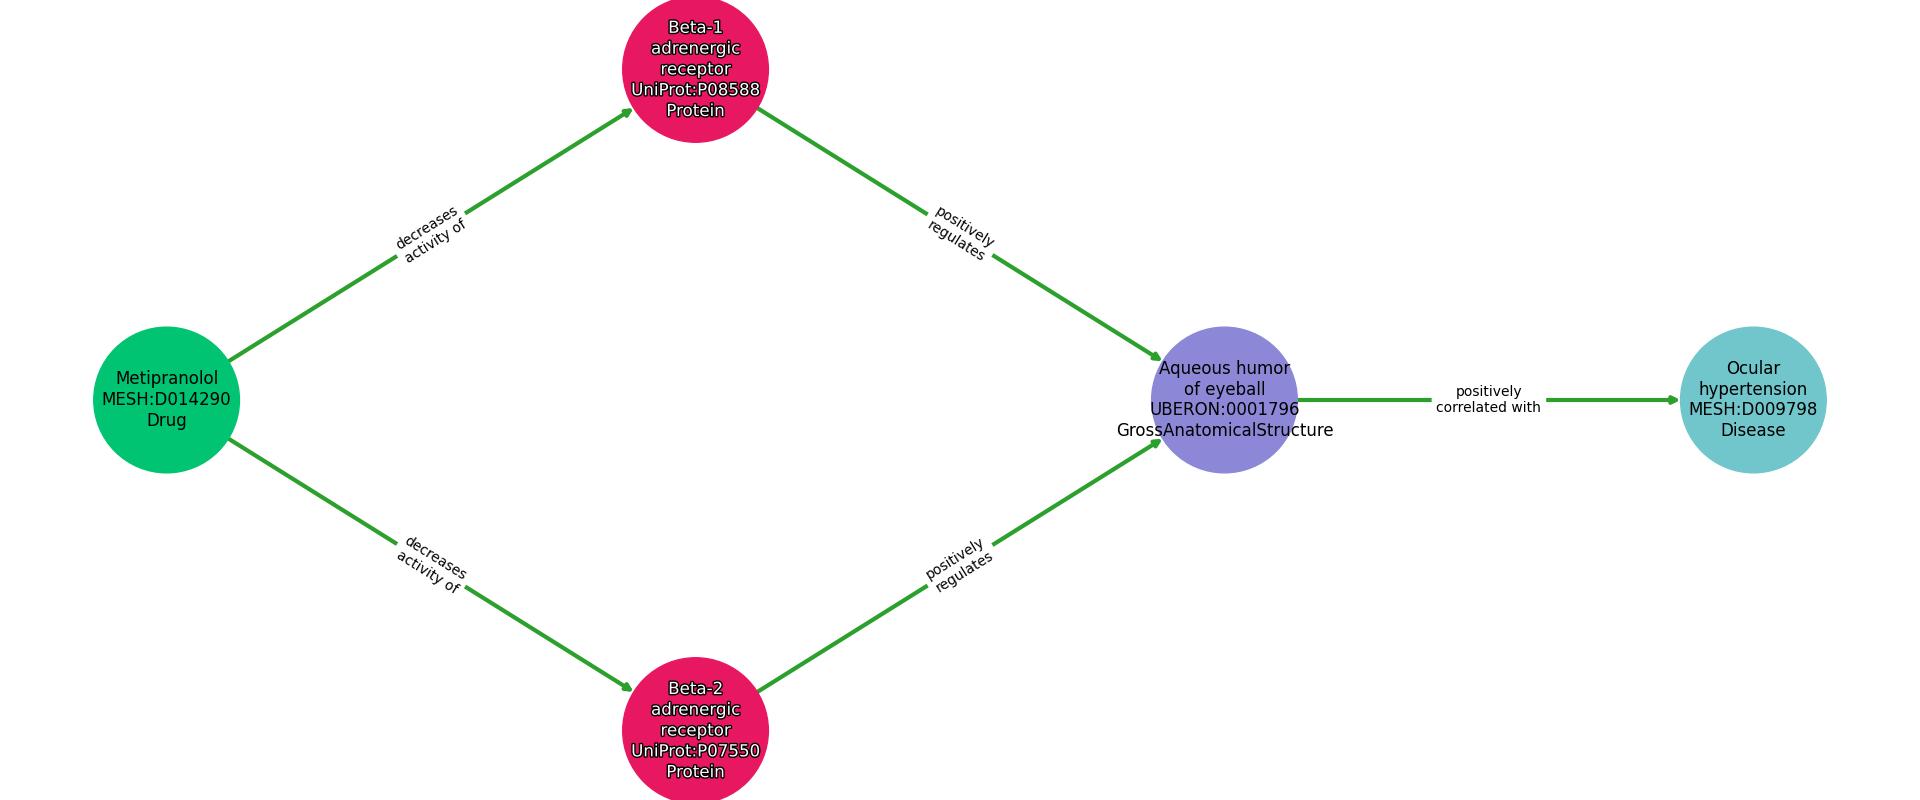 Beta-1
adrenergic
receptor
UniProt:P08588
Protein
decreases
activity of
positively
regulates
Metipranolol
MESH:D014290
Drug
Aqueous humor
of eyeball
UBERON:0001796
GrossAnatomicalStructure
positively
correlated with
Ocular
hypertension
MESH:D009798
Disease
decreases
activity of
positively
regulates
Beta-2
adrenergic
receptor
UniProt:P07550
Protein